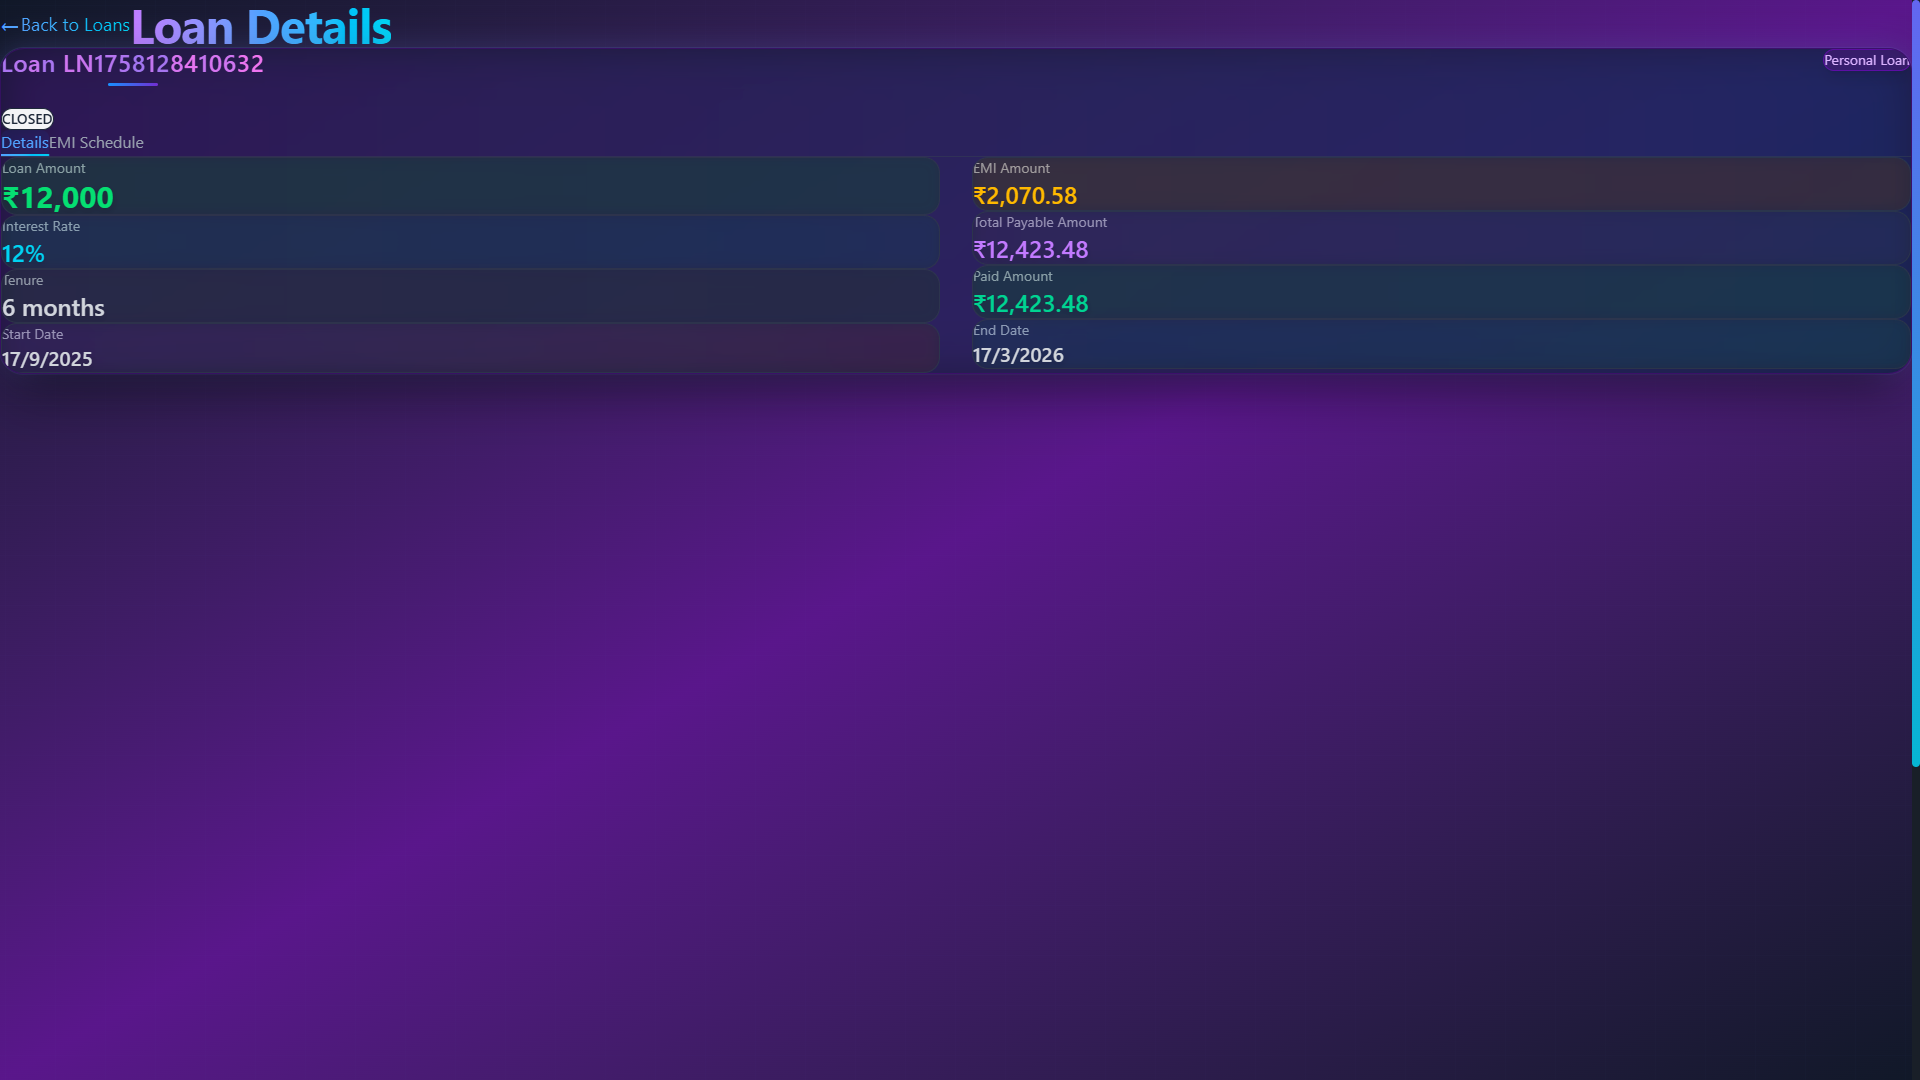 ←Back to Loans
Loan Details
Loan LN1758128410632
Personal Loan
CLOSED
Details
EMI Schedule
Loan Amount
₹12,000
EMI Amount
₹2,070.58
Interest Rate
12%
Total Payable Amount
₹12,423.48
Tenure
6 months
Paid Amount
₹12,423.48
Start Date
17/9/2025
End Date
17/3/2026